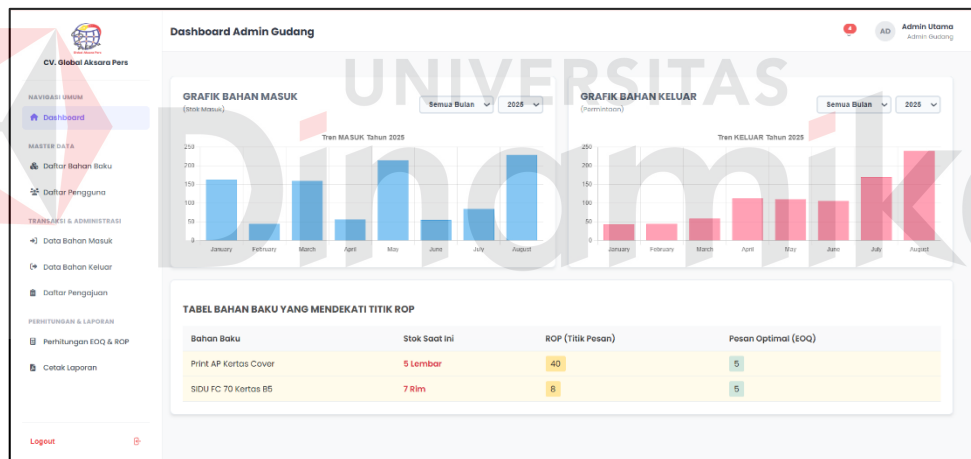 Dashboard Admin Gudang
4
AD
Admin Utama
Admin Gudang
Global Aksara Pers
CV. Global Aksara Pers
NAVIGASI UMUM
Dashboard
MASTER DATA
Daftar Bahan Baku
Daftar Pengguna
TRANSAKSI & ADMINISTRASI
Data Bahan Masuk
Data Bahan Keluar
Daftar Pengajuan
PERHITUNGAN & LAPORAN
Perhitungan EOQ & ROP
Cetak Laporan
Logout
UNIVERSITAS
Dinamika
GRAFIK BAHAN MASUK
(Stok Masuk)
Semua Bulan
2025
Tren MASUK Tahun 2025
250
200
150
100
50
0
January February March April May June July August
GRAFIK BAHAN KELUAR
(Permintaan)
Semua Bulan
2025
Tren KELUAR Tahun 2025
250
200
150
100
50
0
January February March April May June July August
TABEL BAHAN BAKU YANG MENDEKATI TITIK ROP
Bahan Baku Stok Saat Ini ROP (Titik Pesan) Pesan Optimal (EOQ)
Print AP Kertas Cover 5 Lembar 40 5
SIDU FC 70 Kertas B5 7 Rim 8 5